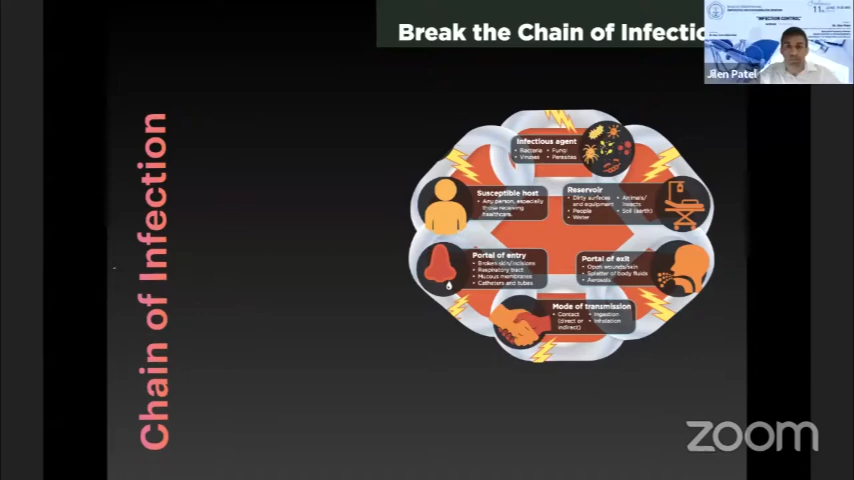 Break the Chain of Infectio
"INFECTION CONTROL"
Jilen Patel
Chain of Infection
Infectious agent
• Bacteria • Fungi
• Viruses • Parasites
Susceptible host
• Any person, especially
those receiving
healthcare.
Reservoir
• Dirty surfaces
and equipment
• People
• Water
• Animals/
insects
• Soil (earth)
Portal of entry
• Broken skin/incisions
• Respiratory tract
• Mucous membranes
• Catheters and tubes
Portal of exit
• Open wounds/skin
• Splatter of body fluids
• Aerosols
Mode of transmission
• Contact
(direct or
indirect)
• Ingestion
• Inhalation
zoom